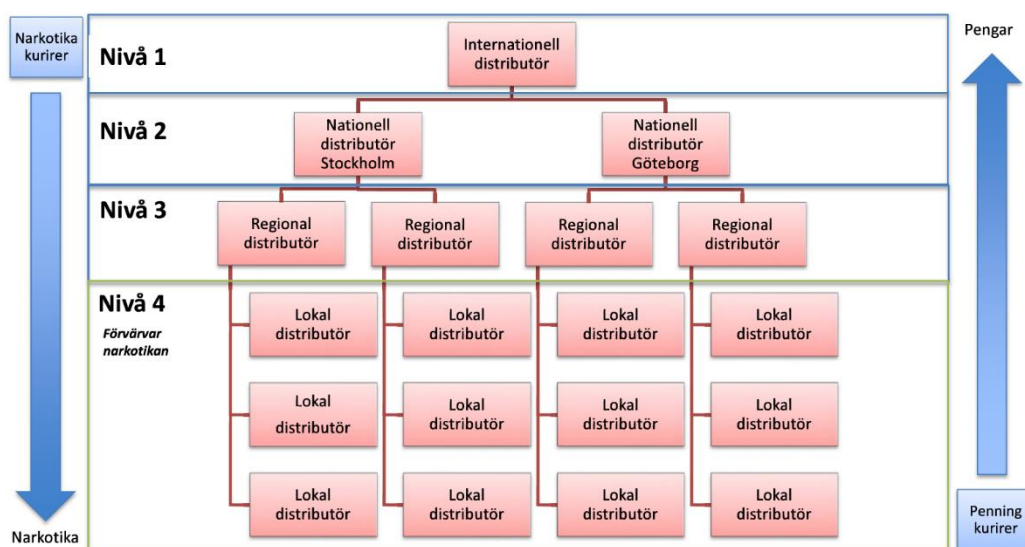 Narkotika
kurirer
Pengar
Nivå 1
Internationell
distributör
Nivå 2
Nationell
distributör
Stockholm
Nationell
distributör
Göteborg
Nivå 3
Regional
distributör
Regional
distributör
Regional
distributör
Regional
distributör
Nivå 4
Förvärvar
narkotikan
Lokal
distributör
Lokal
distributör
Lokal
distributör
Lokal
distributör
Lokal
distributör
Lokal
distributör
Lokal
distributör
Lokal
distributör
Lokal
distributör
Lokal
distributör
Lokal
distributör
Lokal
distributör
Narkotika
Penning
kurirer